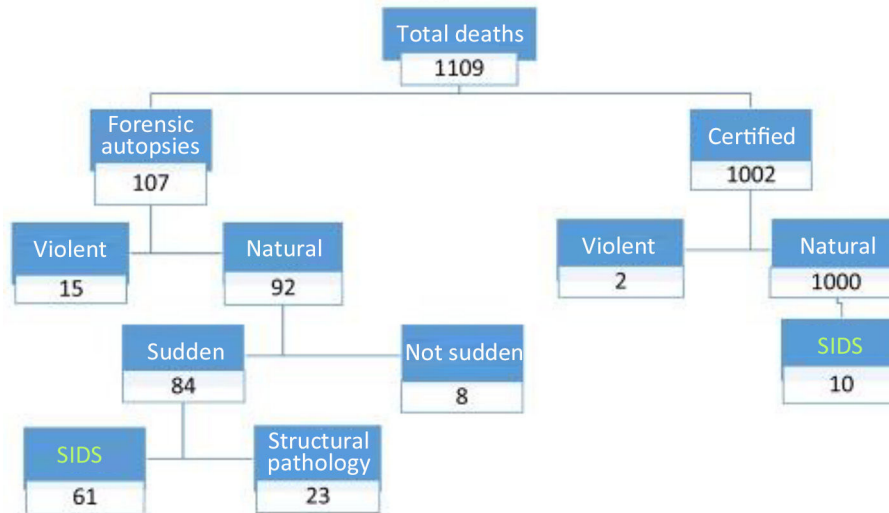 Total deaths
1109
Forensic
autopsies
107
Certified
1002
Violent
15
Natural
92
Violent
2
Natural
1000
Sudden
84
Not sudden
8
SIDS
10
SIDS
61
Structural
pathology
23